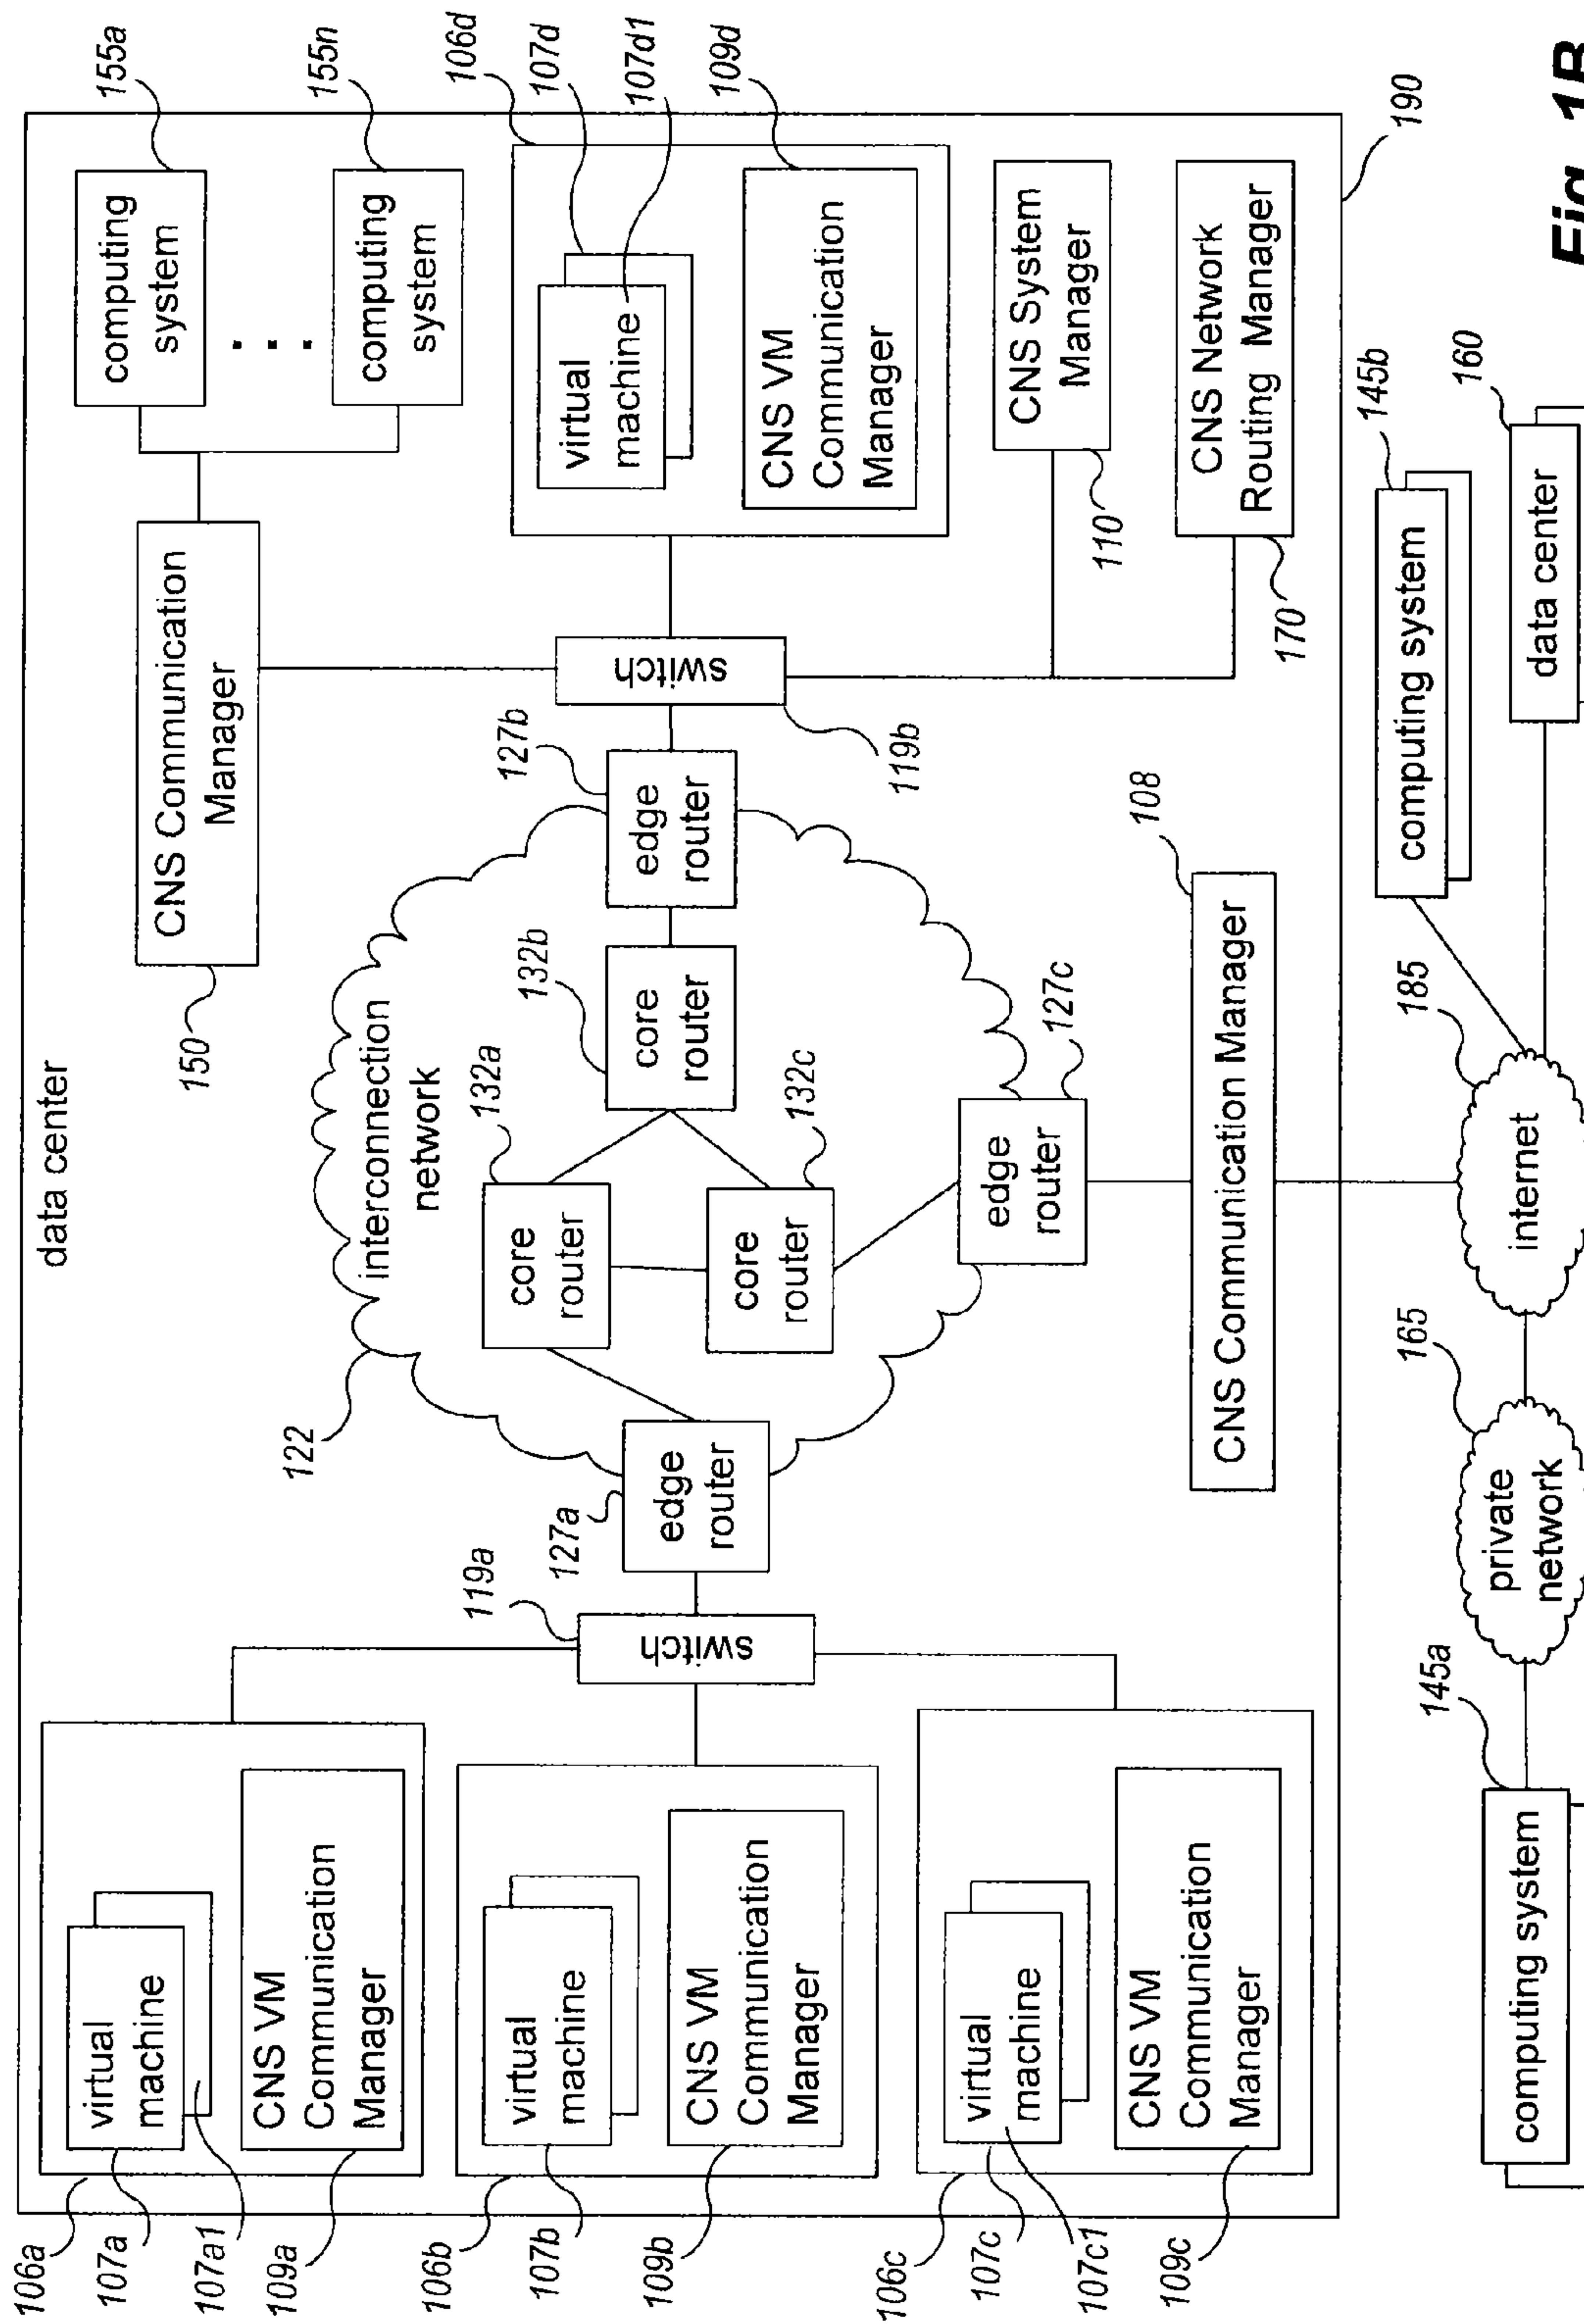 data center
106a
107a
107a1
109a
virtual
machine
CNS VM
Communication
Manager
106b
107b
109b
virtual
machine
CNS VM
Communication
Manager
106c
107c
107c1
109c
virtual
machine
CNS VM
Communication
Manager
119a
switch
127a
edge
router
122
interconnection
network
132a
core
router
132b
core
router
132c
core
router
127b
edge
router
127c
edge
router
150
CNS Communication
Manager
119b
switch
155a
computing
system
155n
computing
system
106d
107d
107d1
109d
virtual
machine
CNS VM
Communication
Manager
CNS System
Manager
110
CNS Network
Routing Manager
170
108
CNS Communication Manager
190
145a
computing system
165
private
network
185
internet
145b
computing system
160
data center
Fig. 1B